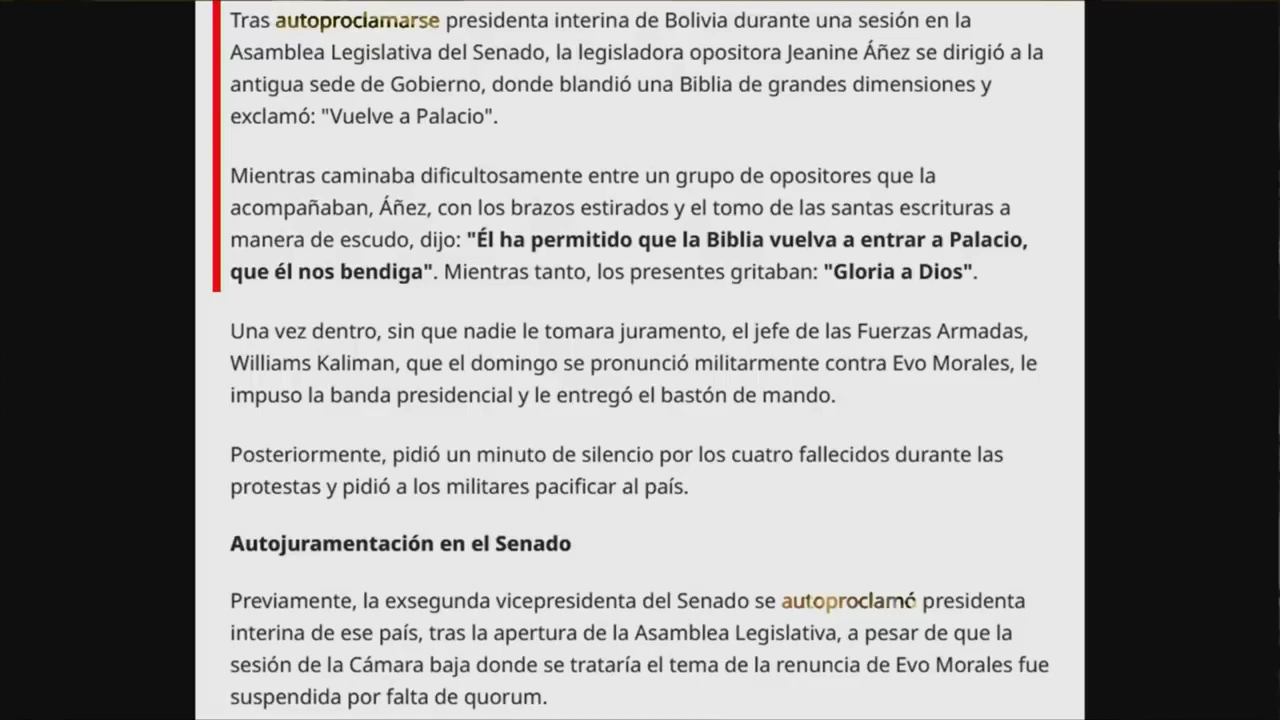 Tras autoproclamarse presidenta interina de Bolivia durante una sesión en la
Asamblea Legislativa del Senado, la legisladora opositora Jeanine Áñez se dirigió a la
antigua sede de Gobierno, donde blandió una Biblia de grandes dimensiones y
exclamó: "Vuelve a Palacio".
Mientras caminaba dificultosamente entre un grupo de opositores que la
acompañaban, Áñez, con los brazos estirados y el tomo de las santas escrituras a
manera de escudo, dijo: "Él ha permitido que la Biblia vuelva a entrar a Palacio,
que él nos bendiga". Mientras tanto, los presentes gritaban: "Gloria a Dios".
Una vez dentro, sin que nadie le tomara juramento, el jefe de las Fuerzas Armadas,
Williams Kaliman, que el domingo se pronunció militarmente contra Evo Morales, le
impuso la banda presidencial y le entregó el bastón de mando.
Posteriormente, pidió un minuto de silencio por los cuatro fallecidos durante las
protestas y pidió a los militares pacificar al país.
Autojuramentación en el Senado
Previamente, la exsegunda vicepresidenta del Senado se autoproclamó presidenta
interina de ese país, tras la apertura de la Asamblea Legislativa, a pesar de que la
sesión de la Cámara baja donde se trataría el tema de la renuncia de Evo Morales fue
suspendida por falta de quorum.